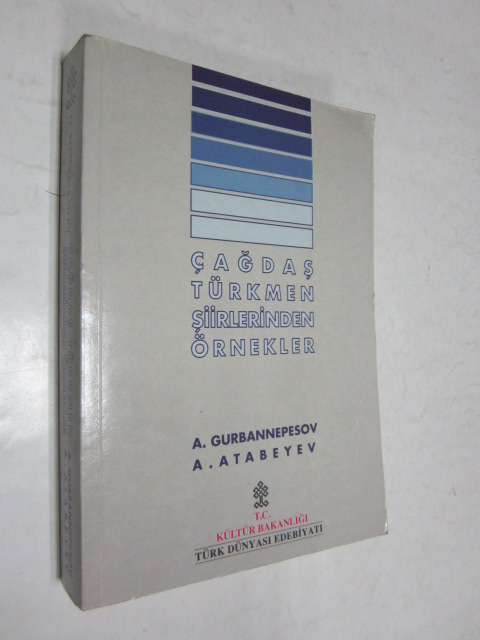 ÇAĞDAŞ
TÜRKMEN
ŞİİRLERİNDEN
ÖRNEKLER
A. GURBANNEPESOV
A. ATABEYEV
T.C.
KÜLTÜR BAKANLIĞI
TÜRK DÜNYASI EDEBİYATI